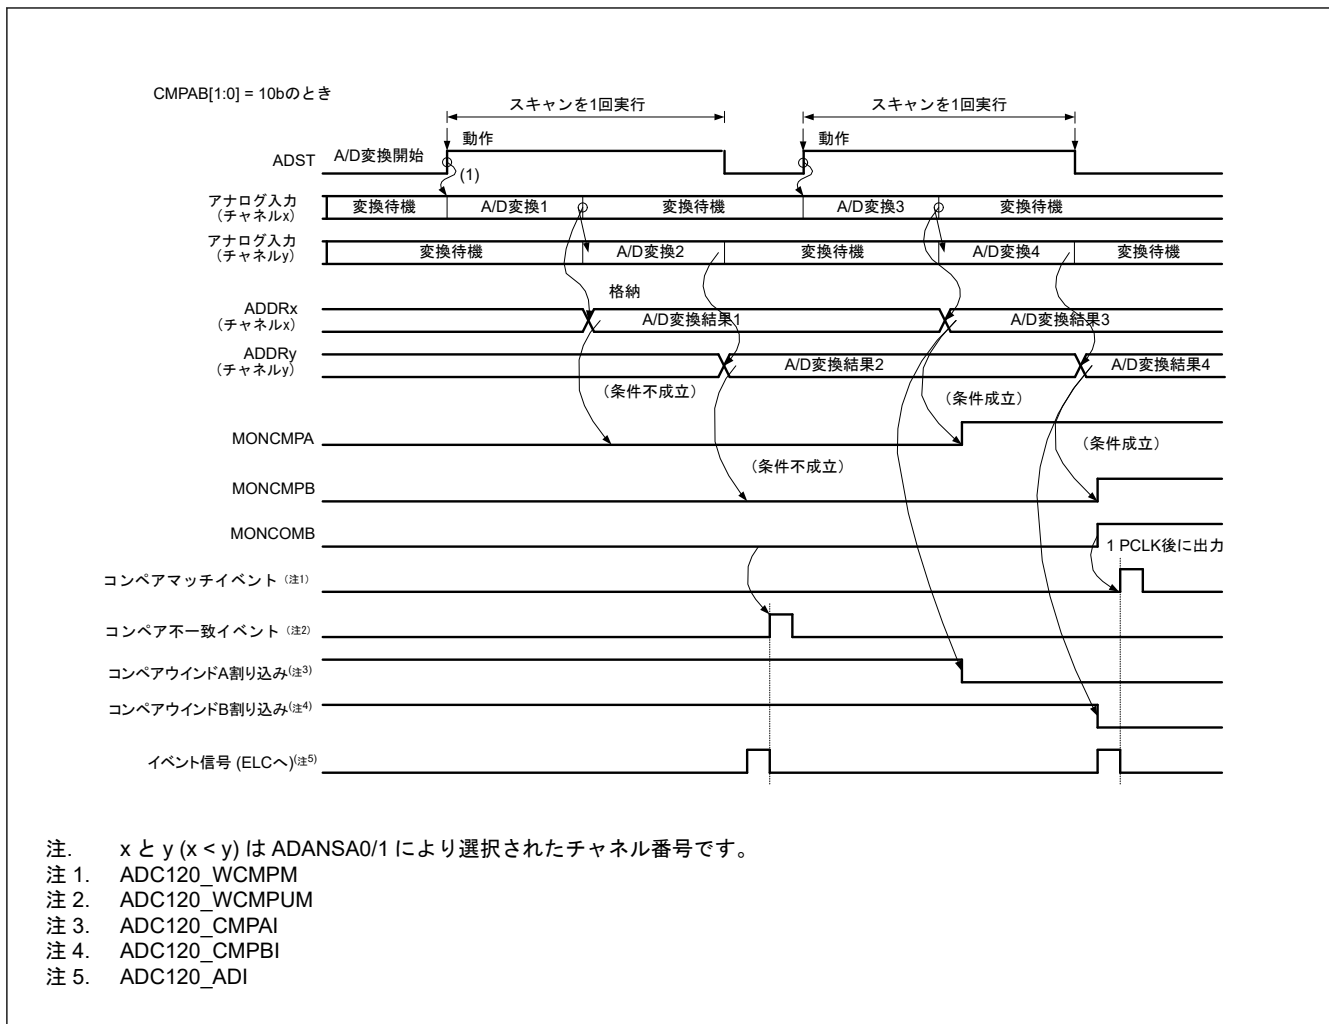 CMPAB[1:0] = 10bのとき
スキャンを1回実行
スキャンを1回実行
ADST
A/D変換開始
動作
動作
(1)
アナログ入力
(チャネルx)
変換待機
A/D変換1
変換待機
A/D変換3
変換待機
アナログ入力
(チャネルy)
変換待機
A/D変換2
変換待機
A/D変換4
変換待機
格納
ADDRx
(チャネルx)
A/D変換結果1
A/D変換結果3
ADDRy
(チャネルy)
A/D変換結果2
A/D変換結果4
(条件不成立)
(条件成立)
MONCMPA
(条件不成立)
(条件成立)
MONCMPB
MONCOMB
1 PCLK後に出力
コンペアマッチイベント (注1)
コンペア不一致イベント (注2)
コンペアウインドA割り込み(注3)
コンペアウインドB割り込み(注4)
イベント信号 (ELCへ)(注5)
注. x と y (x < y) は ADANSA0/1 により選択されたチャネル番号です。
注 1. ADC120_WCMPM
注 2. ADC120_WCMPUM
注 3. ADC120_CMPAI
注 4. ADC120_CMPBI
注 5. ADC120_ADI